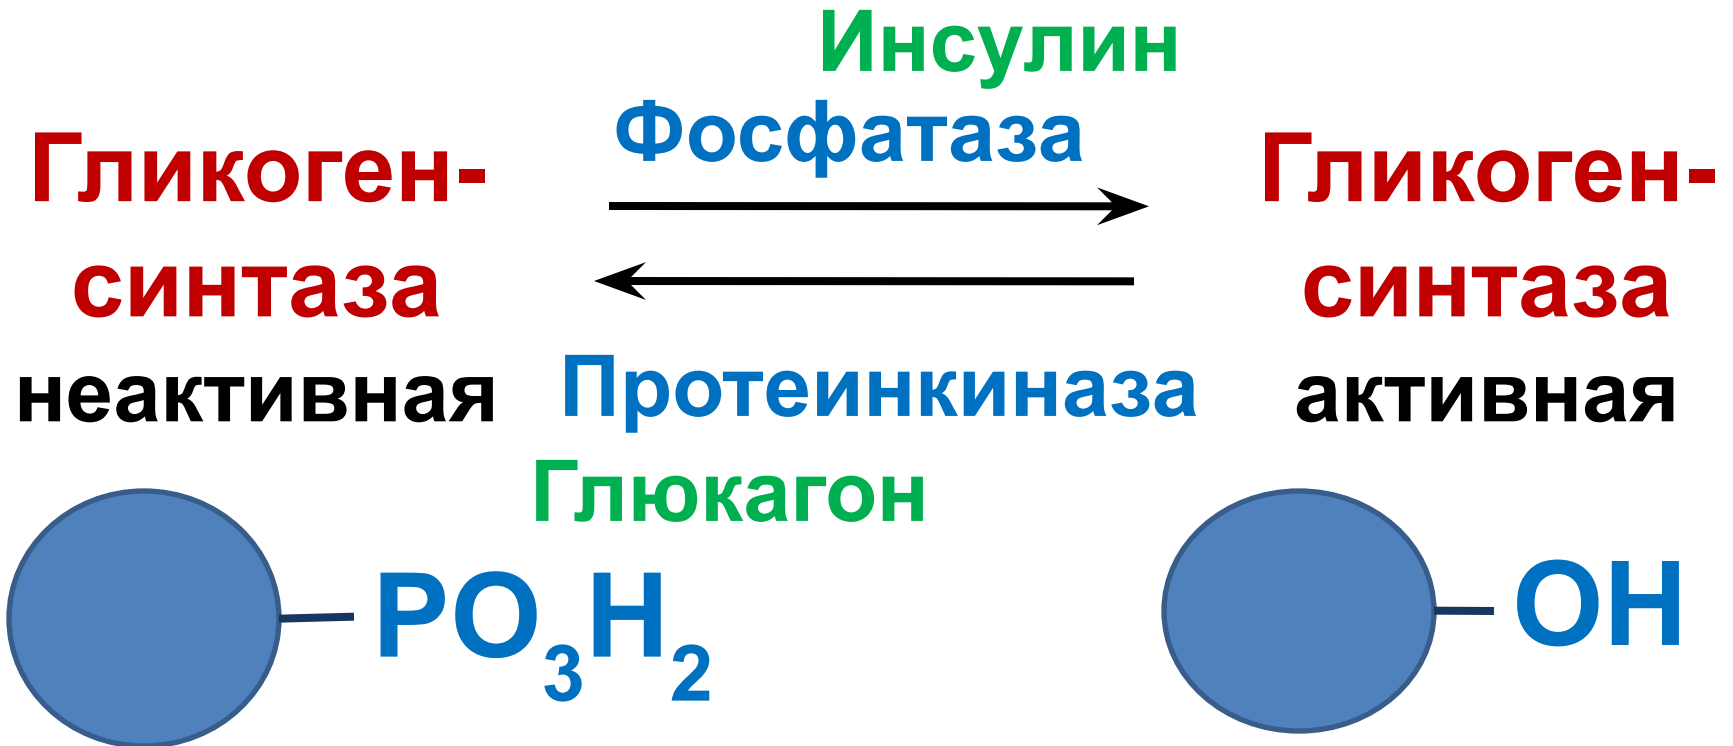 Инсулин
Фосфатаза
Гликоген-
синтаза
неактивная
Гликоген-
синтаза
активная
Протеинкиназа
Глюкагон
PO3H2
OH